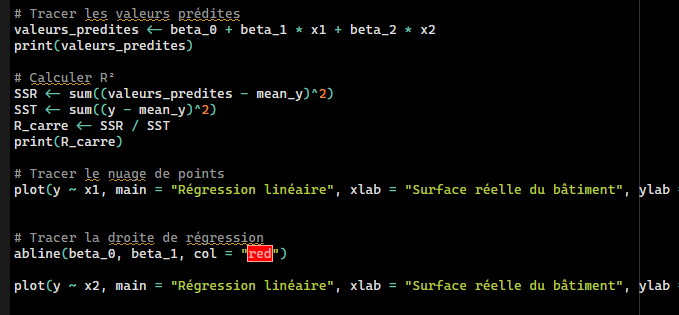 # Tracer les valeurs prédites
valeurs_predites <- beta_0 + beta_1 * x1 + beta_2 * x2
print(valeurs_predites)
# Calculer R²
SSR <- sum((valeurs_predites - mean_y)^2)
SST <- sum((y - mean_y)^2)
R_carre <- SSR / SST
print(R_carre)
# Tracer le nuage de points
plot(y ~ x1, main = "Régression linéaire", xlab = "Surface réelle du bâtiment", ylab =
# Tracer la droite de régression
abline(beta_0, beta_1, col = "red")
plot(y ~ x2, main = "Régression linéaire", xlab = "Surface réelle du bâtiment", ylab =